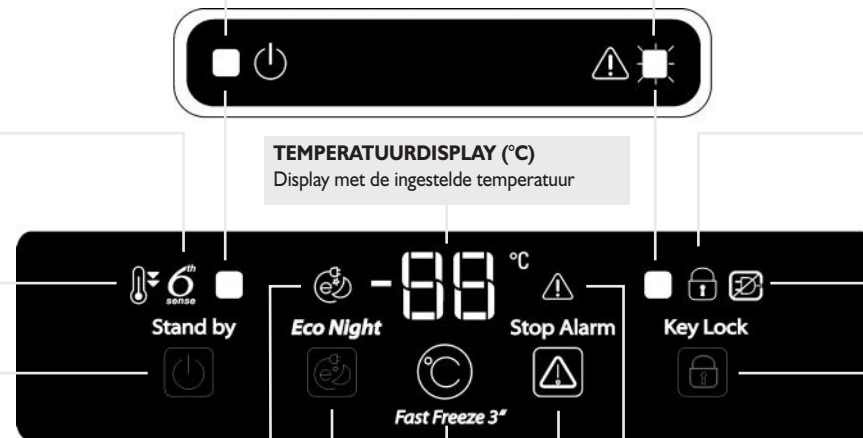 TEMPERATUURDISPLAY (°C)
Display met de ingestelde temperatuur
6th sense
-88 °C
Stand by
Eco Night
Stop Alarm
Key Lock
°C
Fast Freeze 3"